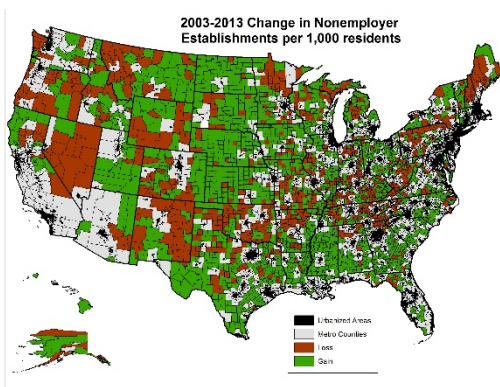 2003-2013 Change in Nonemployer
Establishments per 1,000 residents
Urbanized Areas
Metro Counties
Loss
Gain